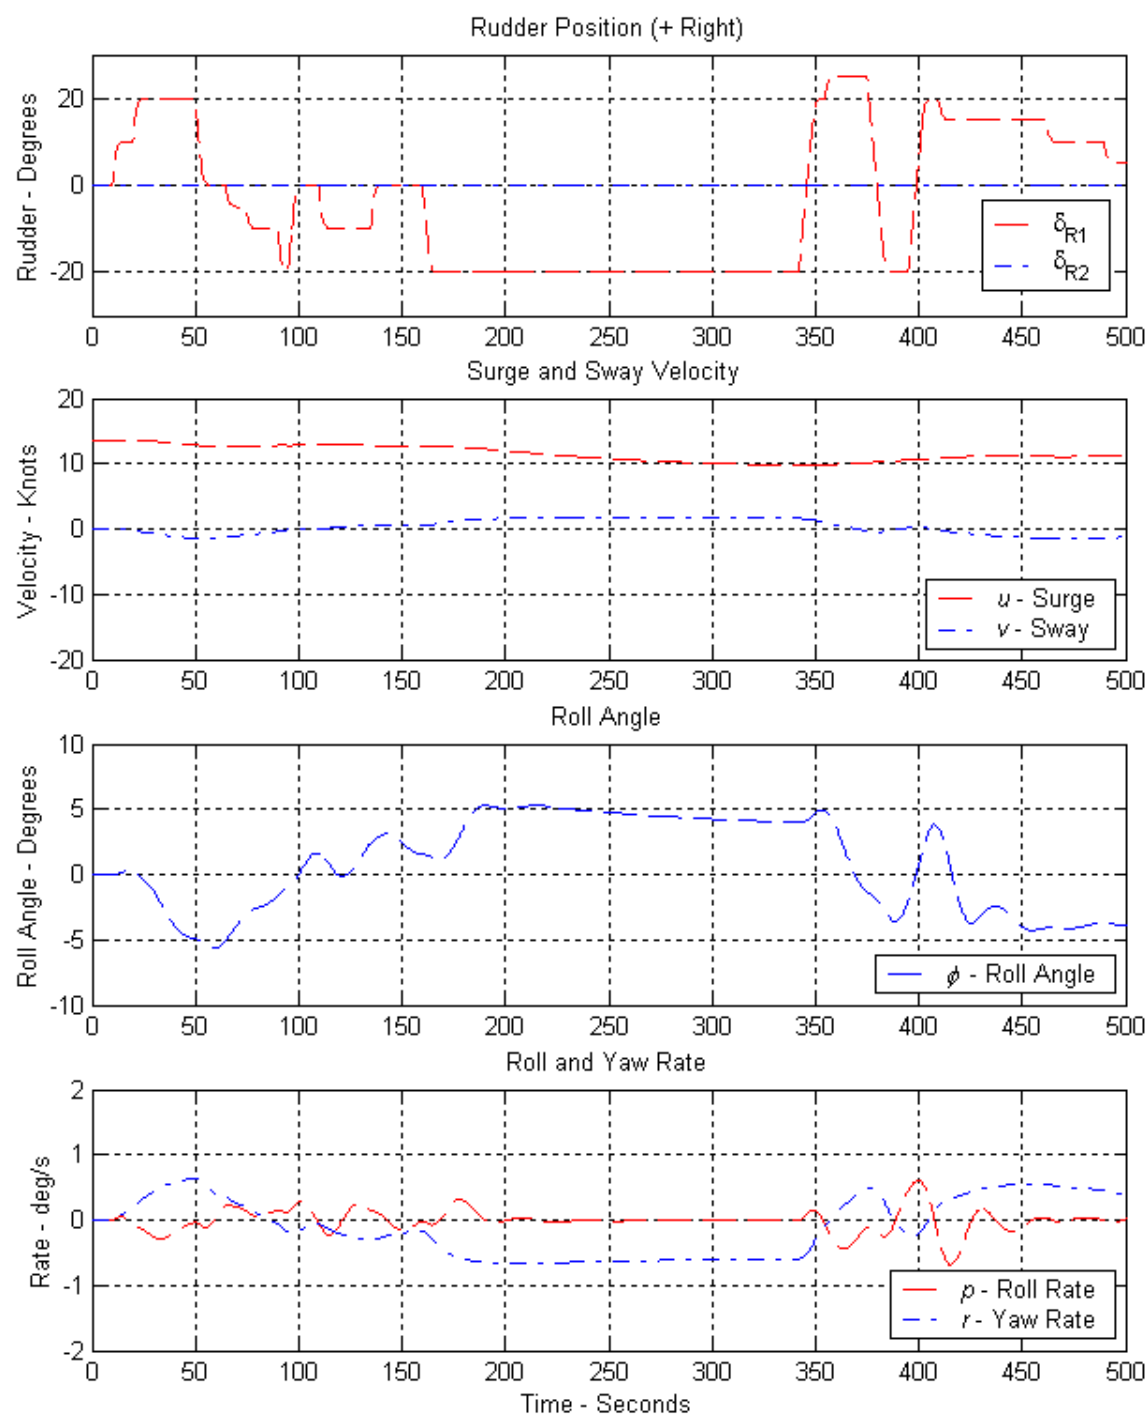 Rudder Position (+ Right)
Rudder - Degrees
20
0
-20
δR1
δR2
0 50 100 150 200 250 300 350 400 450 500
Surge and Sway Velocity
Velocity - Knots
20
10
0
-10
-20
u - Surge
v - Sway
0 50 100 150 200 250 300 350 400 450 500
Roll Angle
Roll Angle - Degrees
10
5
0
-5
-10
ϕ - Roll Angle
0 50 100 150 200 250 300 350 400 450 500
Roll and Yaw Rate
Rate - deg/s
2
1
0
-1
-2
p - Roll Rate
r - Yaw Rate
0 50 100 150 200 250 300 350 400 450 500
Time - Seconds